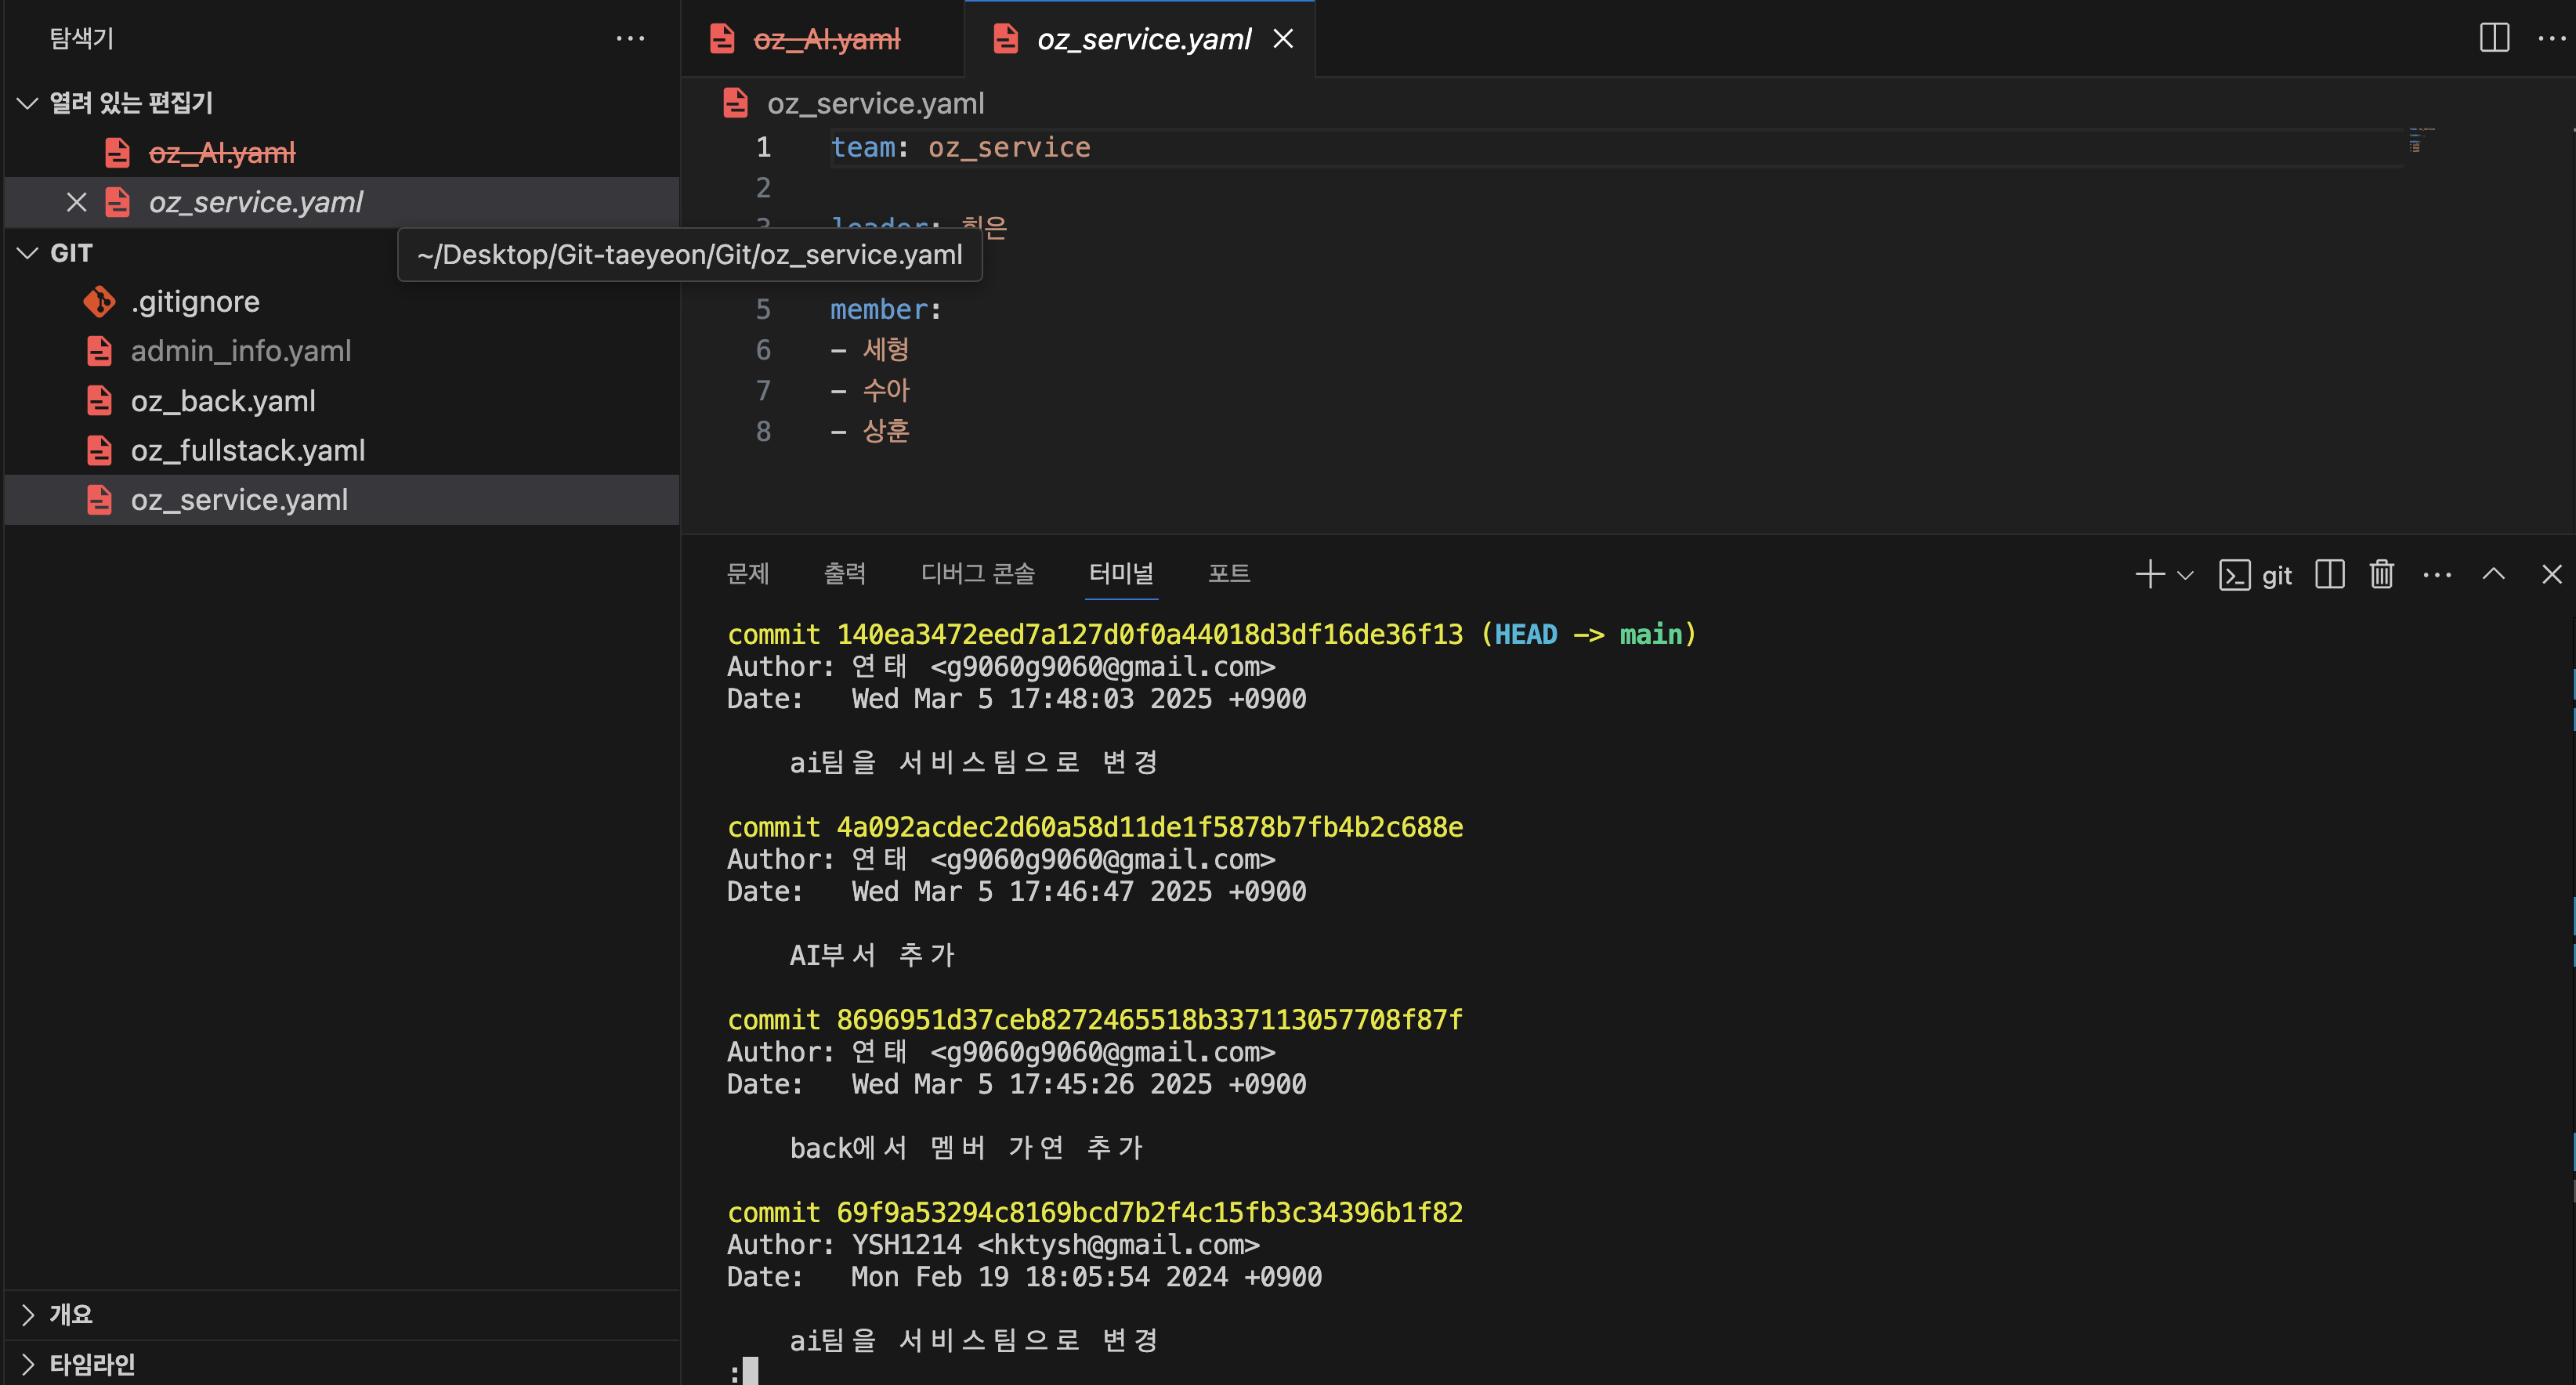 탐색기
열려 있는 편집기
oz_AI.yaml
oz_service.yaml
GIT
.gitignore
admin_info.yaml
oz_back.yaml
oz_fullstack.yaml
oz_service.yaml
개요
타임라인
oz_AI.yaml
oz_service.yaml
oz_service.yaml
1 team: oz_service
2
3 leader: 희은
~/Desktop/Git-taeyeon/Git/oz_service.yaml
5 member:
6 - 세형
7 - 수아
8 - 상훈
문제 출력 디버그 콘솔 터미널 포트
git
commit 140ea3472eed7a127d0f0a44018d3df16de36f13 (HEAD -> main)
Author: 연태 <g9060g9060@gmail.com>
Date: Wed Mar 5 17:48:03 2025 +0900
ai팀을 서비스팀으로 변경
commit 4a092acdec2d60a58d11de1f5878b7fb4b2c688e
Author: 연태 <g9060g9060@gmail.com>
Date: Wed Mar 5 17:46:47 2025 +0900
AI부서 추가
commit 8696951d37ceb8272465518b337113057708f87f
Author: 연태 <g9060g9060@gmail.com>
Date: Wed Mar 5 17:45:26 2025 +0900
back에서 멤버 가연 추가
commit 69f9a53294c8169bcd7b2f4c15fb3c34396b1f82
Author: YSH1214 <hktysh@gmail.com>
Date: Mon Feb 19 18:05:54 2024 +0900
ai팀을 서비스팀으로 변경
: